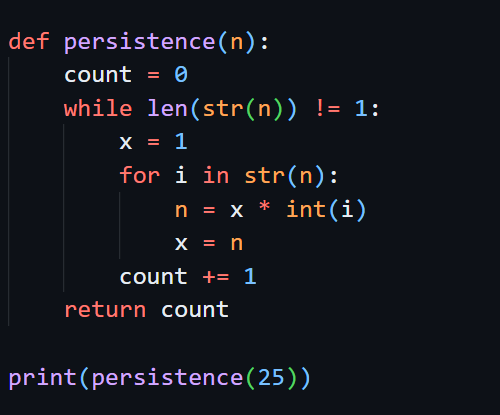 def persistence(n):
    count = 0
    while len(str(n)) != 1:
        x = 1
        for i in str(n):
            n = x * int(i)
            x = n
        count += 1
    return count

print(persistence(25))